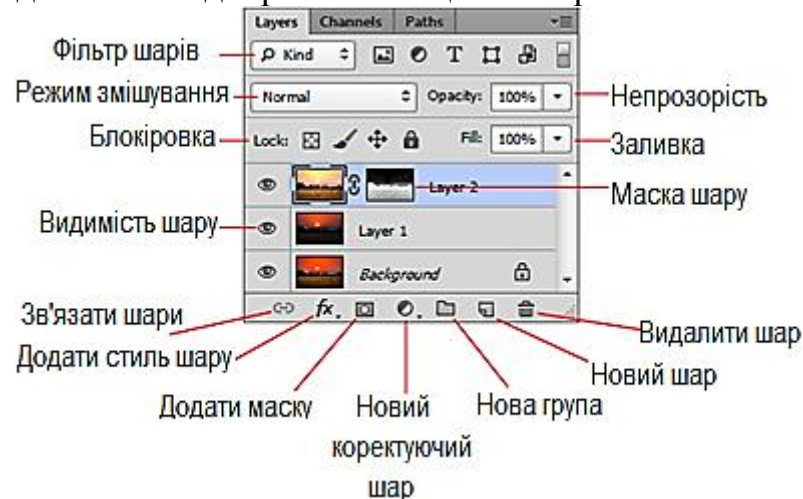 Layers Channels Paths
Фільтр шарів
Kind
Режим змішування
Normal Opacity: 100%
Непрозорість
Блокіровка
Lock: Fill: 100%
Заливка
Layer 2
Маска шару
Видимість шару
Layer 1
Background
Зв'язати шари
fx.
Видалити шар
Додати стиль шару
Новий шар
Додати маску
Новий
коректуючий
шар
Нова група